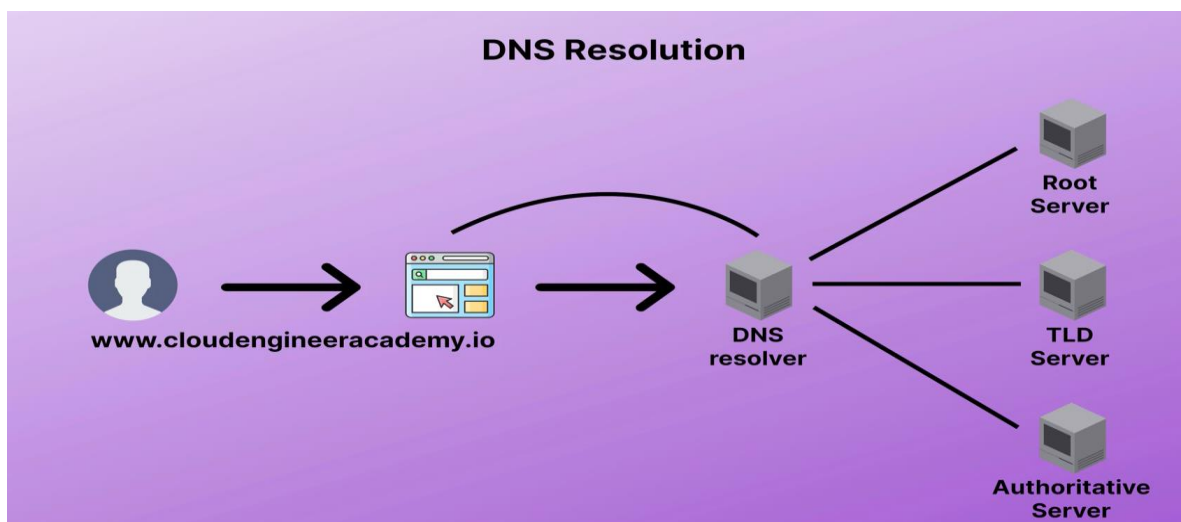 DNS Resolution
www.cloudengineeracademy.io
DNS
resolver
Root
Server
TLD
Server
Authoritative
Server